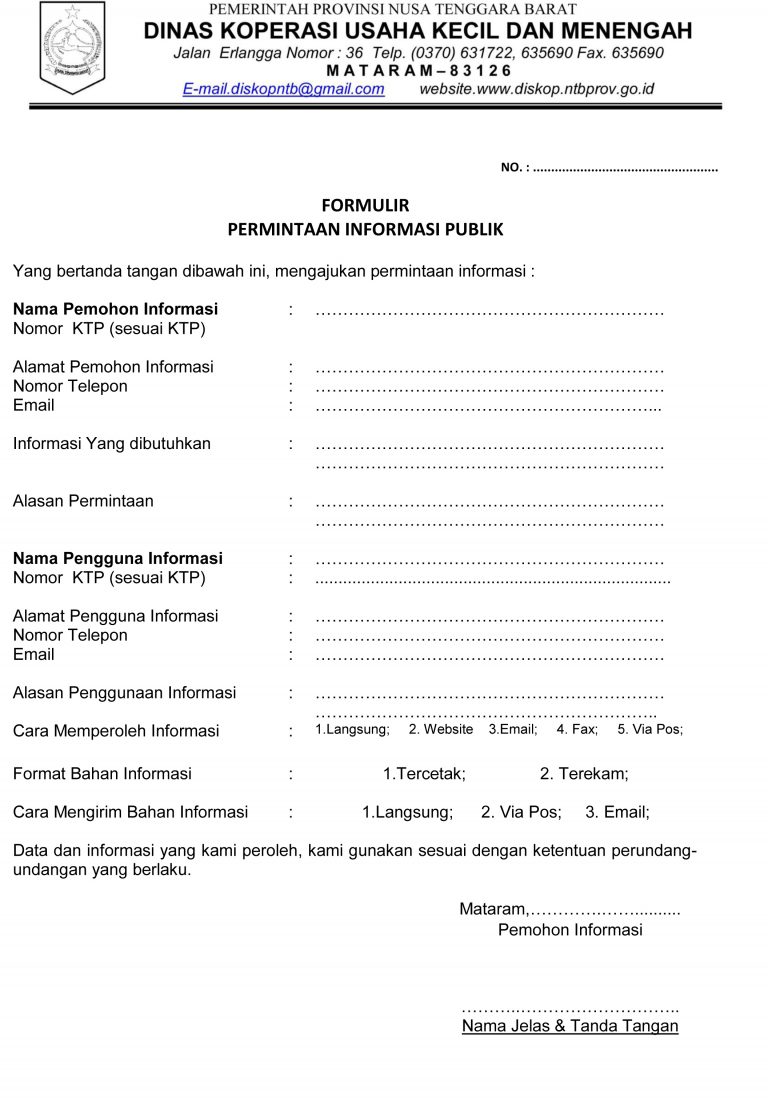 PEMERINTAH PROVINSI NUSA TENGGARA BARAT
DINAS KOPERASI USAHA KECIL DAN MENENGAH
Jalan Erlangga Nomor : 36 Telp. (0370) 631722, 635690 Fax. 635690
M A T A R A M – 8 3 1 2 6
E-mail.diskopntb@gmail.com website.www.diskop.ntbprov.go.id
NO. : ....................................................
FORMULIR
PERMINTAAN INFORMASI PUBLIK
Yang bertanda tangan dibawah ini, mengajukan permintaan informasi :
Nama Pemohon Informasi : ………………………………………………………
Nomor KTP (sesuai KTP)
Alamat Pemohon Informasi : ………………………………………………………
Nomor Telepon : ………………………………………………………
Email : ……………………………………………………...
Informasi Yang dibutuhkan : ………………………………………………………
………………………………………………………
Alasan Permintaan : ………………………………………………………
………………………………………………………
Nama Pengguna Informasi : ………………………………………………………
Nomor KTP (sesuai KTP) : .............................................................................
Alamat Pengguna Informasi : ………………………………………………………
Nomor Telepon : ………………………………………………………
Email : ………………………………………………………
Alasan Penggunaan Informasi : ………………………………………………………
……………………………………………………..
Cara Memperoleh Informasi : 1.Langsung; 2. Website 3.Email; 4. Fax; 5. Via Pos;
Format Bahan Informasi : 1.Tercetak; 2. Terekam;
Cara Mengirim Bahan Informasi : 1.Langsung; 2. Via Pos; 3. Email;
Data dan informasi yang kami peroleh, kami gunakan sesuai dengan ketentuan perundang-
undangan yang berlaku.
Mataram,………….……..........
Pemohon Informasi
………..………………………..
Nama Jelas & Tanda Tangan